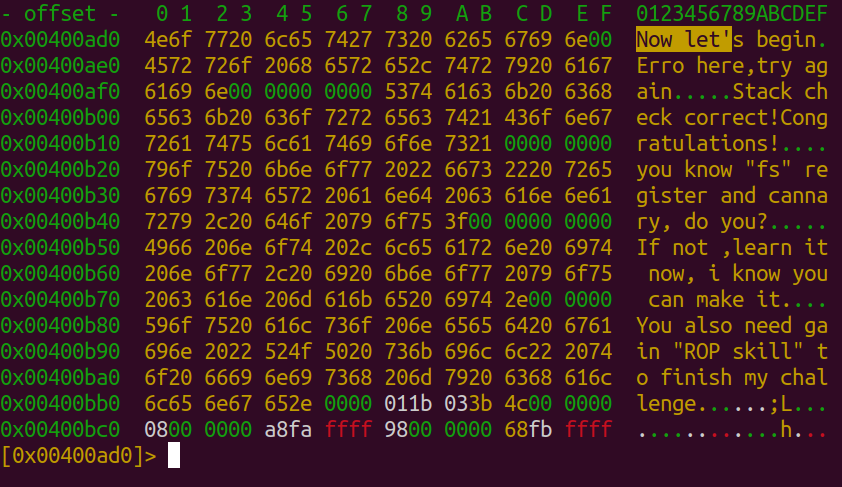 - offset -   0 1  2 3  4 5  6 7  8 9  A B  C D  E F  0123456789ABCDEF
0x00400ad0  4e6f 7720 6c65 7427 7320 6265 6769 6e00  Now let's begin.
0x00400ae0  4572 726f 2068 6572 652c 7472 7920 6167  Erro here,try ag
0x00400af0  6169 6e00 0000 0000 5374 6163 6b20 6368  ain.....Stack ch
0x00400b00  6563 6b20 636f 7272 6563 7421 436f 6e67  eck correct!Cong
0x00400b10  7261 7475 6c61 7469 6f6e 7321 0000 0000  ratulations!....
0x00400b20  796f 7520 6b6e 6f77 2022 6673 2220 7265  you know "fs" re
0x00400b30  6769 7374 6572 2061 6e64 2063 616e 6e61  gister and canna
0x00400b40  7279 2c20 646f 2079 6f75 3f00 0000 0000  ry, do you?.....
0x00400b50  4966 206e 6f74 202c 6c65 6172 6e20 6974  If not ,learn it
0x00400b60  206e 6f77 2c20 6920 6b6e 6f77 2079 6f75   now, i know you
0x00400b70  2063 616e 206d 616b 6520 6974 2e00 0000   can make it....
0x00400b80  596f 7520 616c 736f 206e 6565 6420 6761  You also need ga
0x00400b90  696e 2022 524f 5020 736b 696c 6c22 2074  in "ROP skill" t
0x00400ba0  6f20 6669 6e69 7368 206d 7920 6368 616c  o finish my chal
0x00400bb0  6c65 6e67 652e 0000 011b 033b 4c00 0000  lenge......;L...
0x00400bc0  0800 0000 a8fa ffff 9800 0000 68fb ffff  ............h...
[0x00400ad0]>